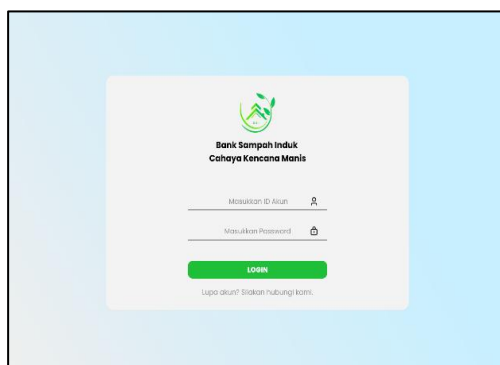 Bank Sampah Induk
Cahaya Kencana Manis
Masukkan ID Akun
Masukkan Password
LOGIN
Lupa akun? Silakan hubungi kami.